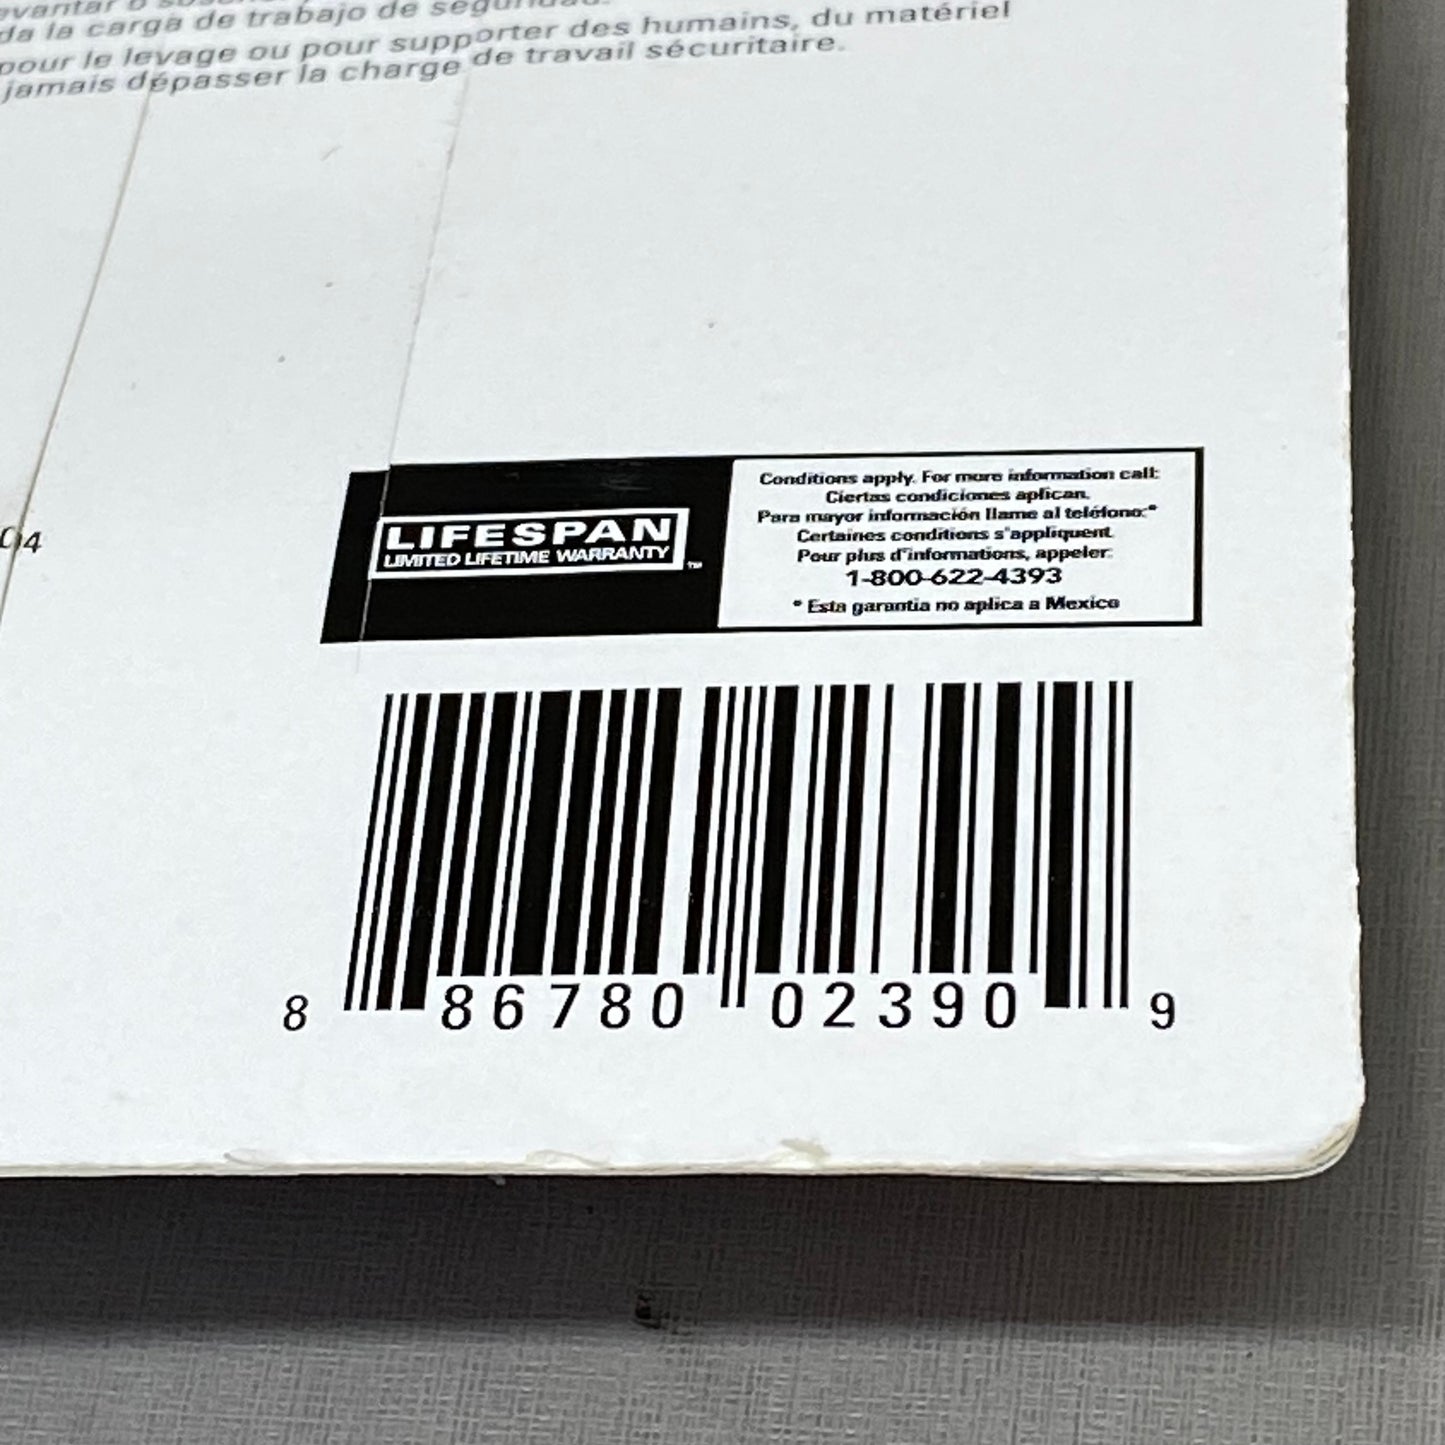 da la carga de trabajo de seguridad.
pour le levage ou pour supporter des humains, du matériel
jamais dépasser la charge de travail sécuritaire.
04
LIFESPAN
LIMITED LIFETIME WARRANTY
™
Conditions apply. For more information call:
Ciertas condiciones aplican.
Para mayor información llame al teléfono:*
Certaines conditions s'appliquent.
Pour plus d'informations, appeler:
1-800-622-4393
* Esta garantia no aplica a Mexico
8 86780 02390 9